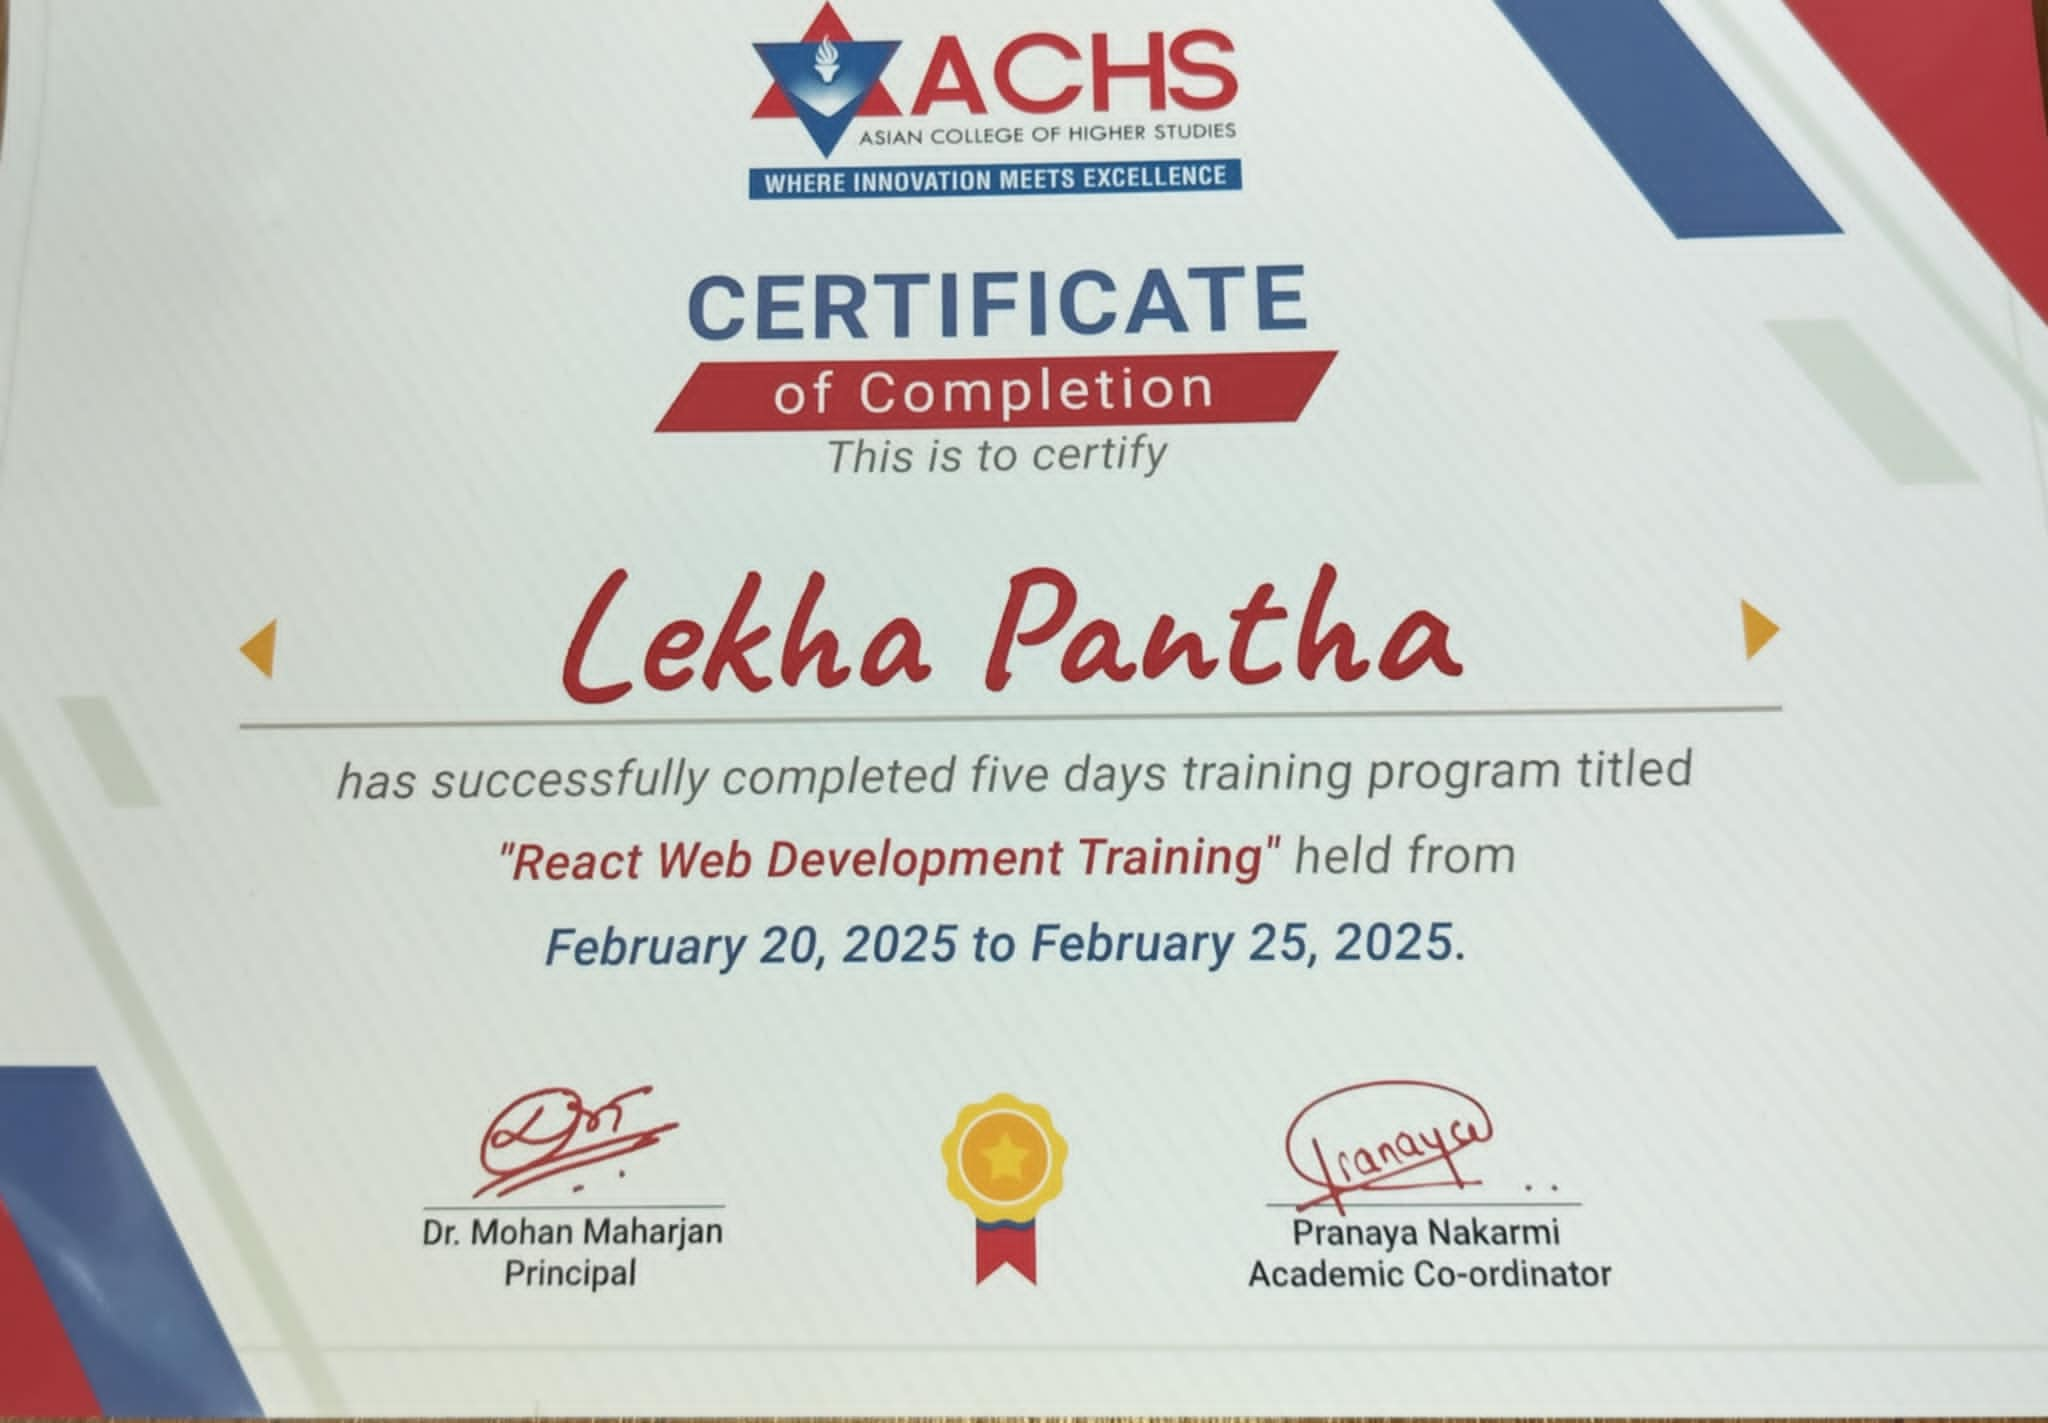 ACHS
ASIAN COLLEGE OF HIGHER STUDIES
WHERE INNOVATION MEETS EXCELLENCE
CERTIFICATE
of Completion
This is to certify
Lekha Pantha
has successfully completed five days training program titled
"React Web Development Training" held from
February 20, 2025 to February 25, 2025.
Pranaya
Dr. Mohan Maharjan
Principal
Pranaya Nakarmi
Academic Co-ordinator